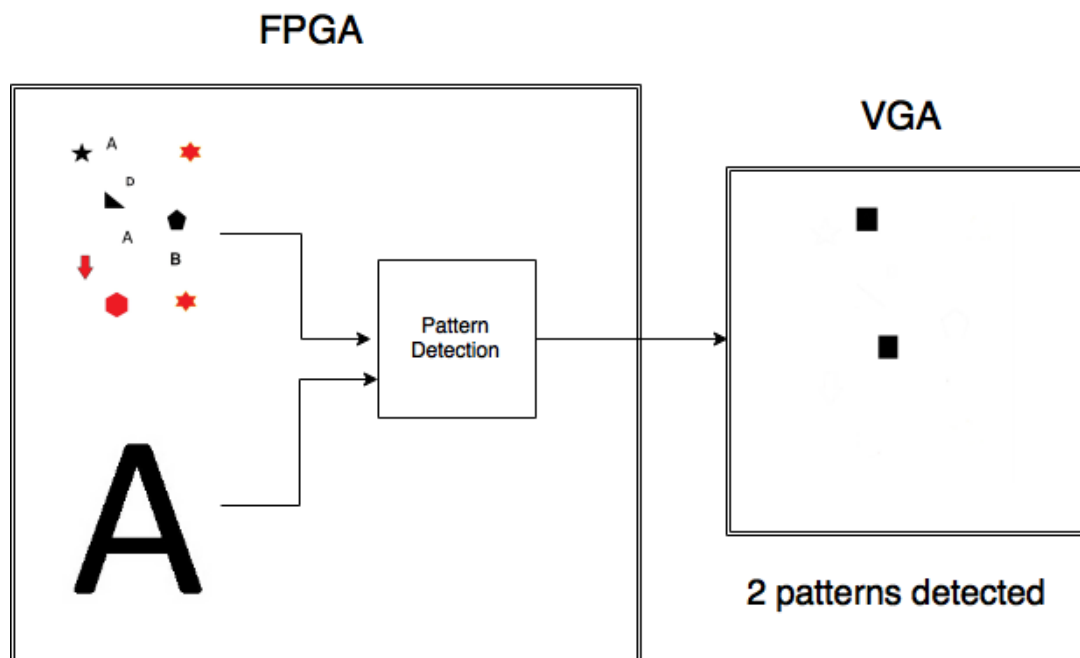 FPGA
VGA
A
D
A
B
Pattern
Detection
A
2 patterns detected